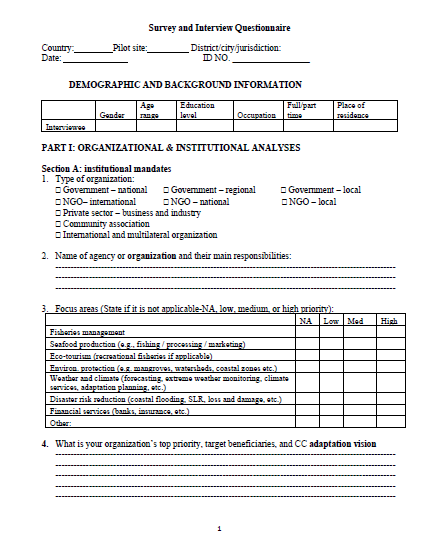 Survey and Interview Questionnaire
Country:_________Pilot site:_________ District/city/jurisdiction:
Date: ______________ ID NO. _________________
DEMOGRAPHIC AND BACKGROUND INFORMATION
Gender Age range Education level Occupation Full/part time Place of residence
Interviewee
PART I: ORGANIZATIONAL & INSTITUTIONAL ANALYSES
Section A: institutional mandates
1. Type of organization:
□ Government – national □ Government – regional □ Government – local
□ NGO– international □ NGO – national □ NGO – local
□ Private sector – business and industry
□ Community association
□ International and multilateral organization
2. Name of agency or organization and their main responsibilities:
3. Focus areas (State if it is not applicable-NA, low, medium, or high priority):
NA Low Med High
Fisheries management
Seafood production (e.g., fishing / processing / marketing)
Eco-tourism (recreational fisheries if applicable)
Environ. protection (e.g. mangroves, watersheds, coastal zones etc.)
Weather and climate (forecasting, extreme weather monitoring, climate
services, adaptation planning, etc.)
Disaster risk reduction (coastal flooding, SLR, loss and damage, etc.)
Financial services (banks, insurance, etc.)
Other:
4. What is your organization's top priority, target beneficiaries, and CC adaptation vision
1